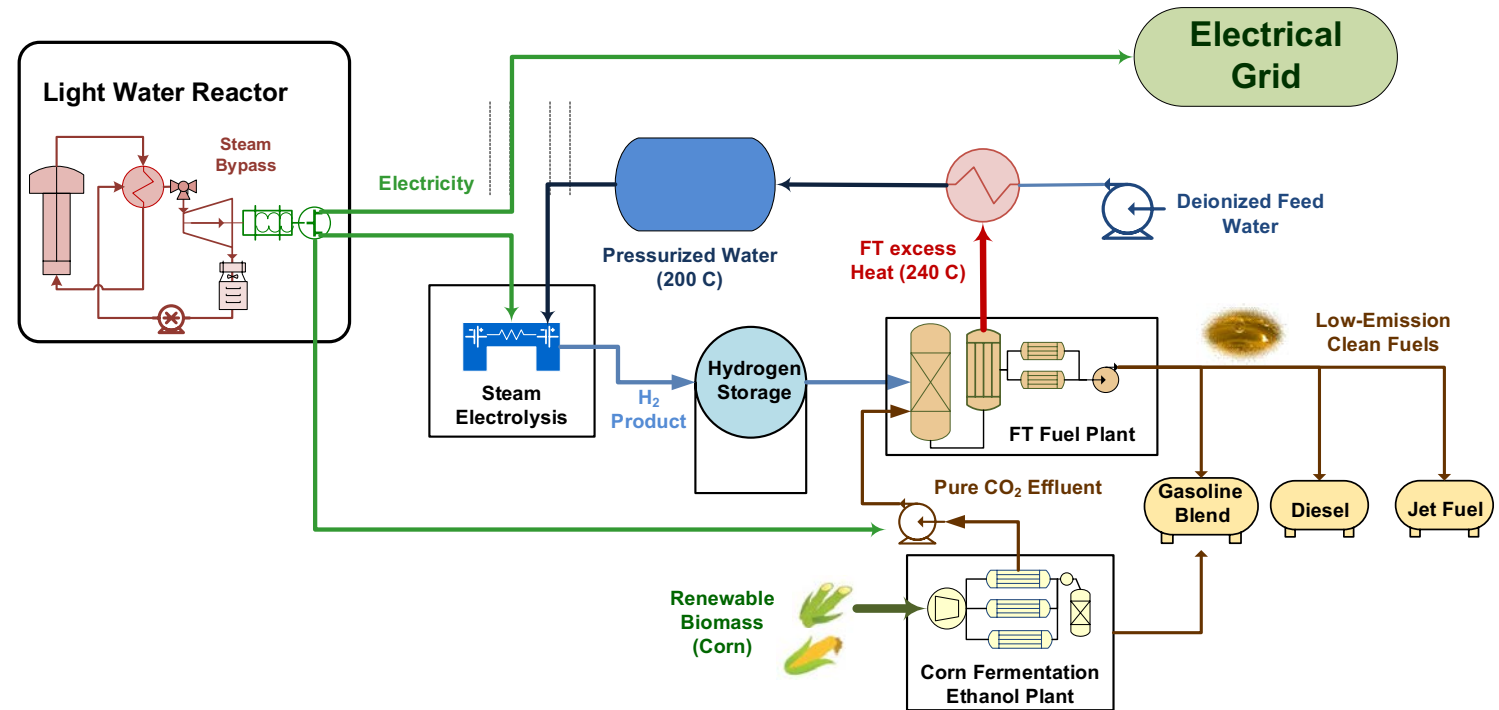 Electrical
Grid
Light Water Reactor
Steam
Bypass
Electricity
Deionized Feed
Water
Pressurized Water
(200 C)
FT excess
Heat (240 C)
Low-Emission
Clean Fuels
Hydrogen
Storage
Steam
Electrolysis
H₂
Product
FT Fuel Plant
Pure CO₂ Effluent
Gasoline
Blend
Diesel
Jet Fuel
Renewable
Biomass
(Corn)
Corn Fermentation
Ethanol Plant